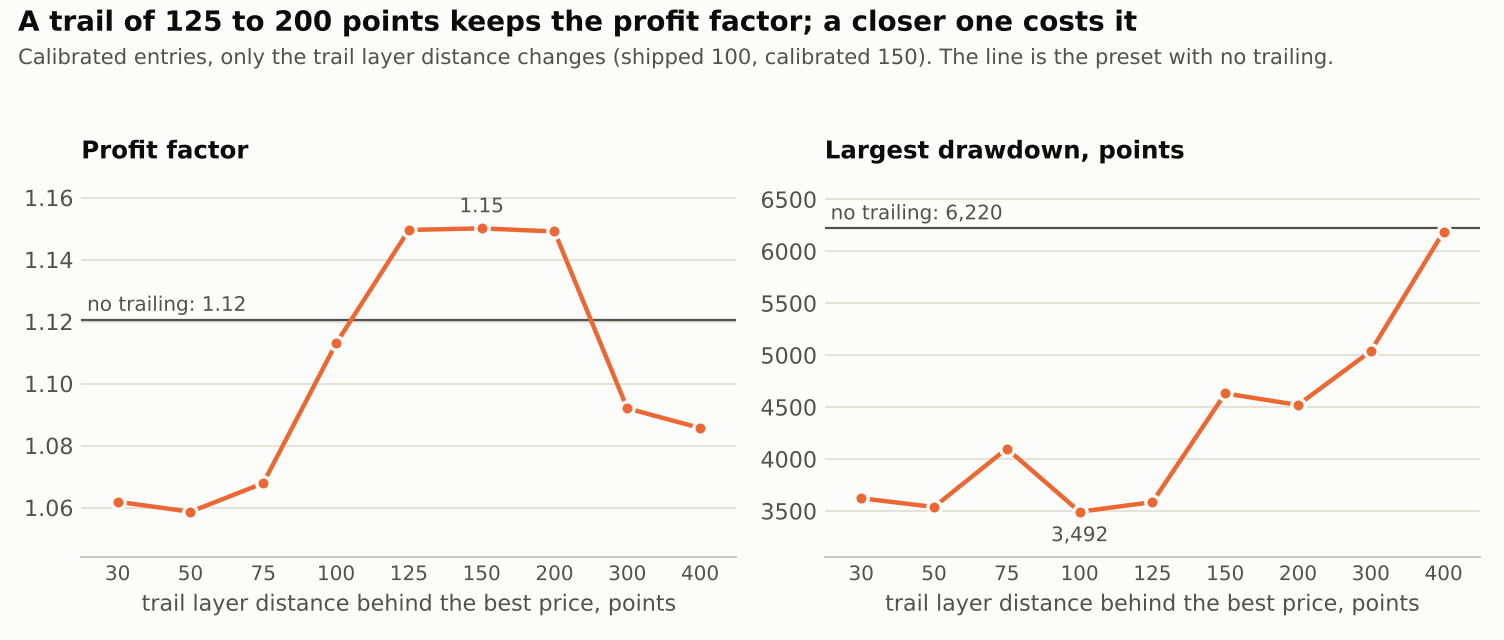 A trail of 125 to 200 points keeps the profit factor; a closer one costs it
Calibrated entries, only the trail layer distance changes (shipped 100, calibrated 150). The line is the preset with no trailing.
Profit factor
1.16
1.14
1.12
1.10
1.08
1.06
no trailing: 1.12
1.15
30 50 75 100 125 150 200 300 400
trail layer distance behind the best price, points
Largest drawdown, points
6500
6000
5500
5000
4500
4000
3500
no trailing: 6,220
3,492
30 50 75 100 125 150 200 300 400
trail layer distance behind the best price, points